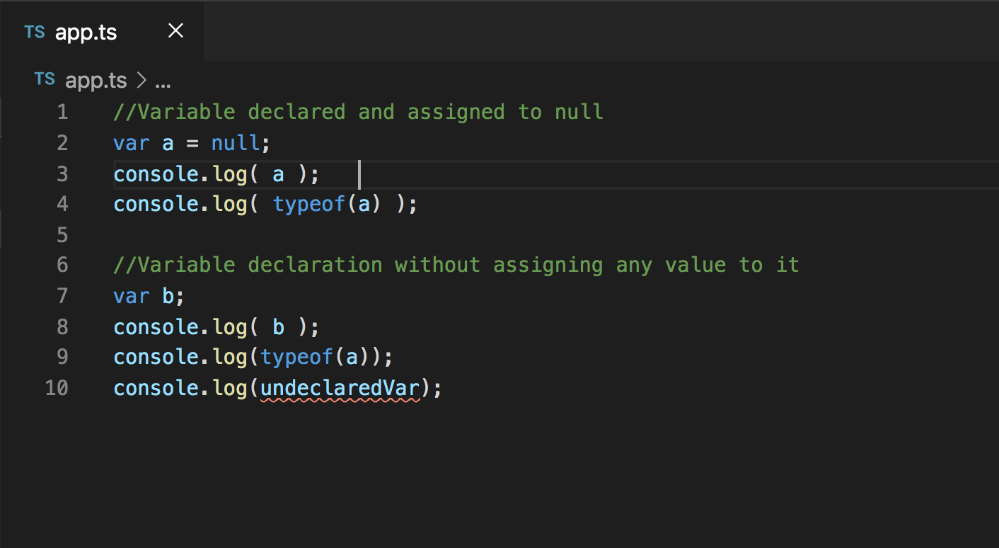 TS app.ts ×
TS app.ts > ...
1 //Variable declared and assigned to null
2 var a = null;
3 console.log( a );
4 console.log( typeof(a) );
5
6 //Variable declaration without assigning any value to it
7 var b;
8 console.log( b );
9 console.log(typeof(a));
10 console.log(undeclaredVar);